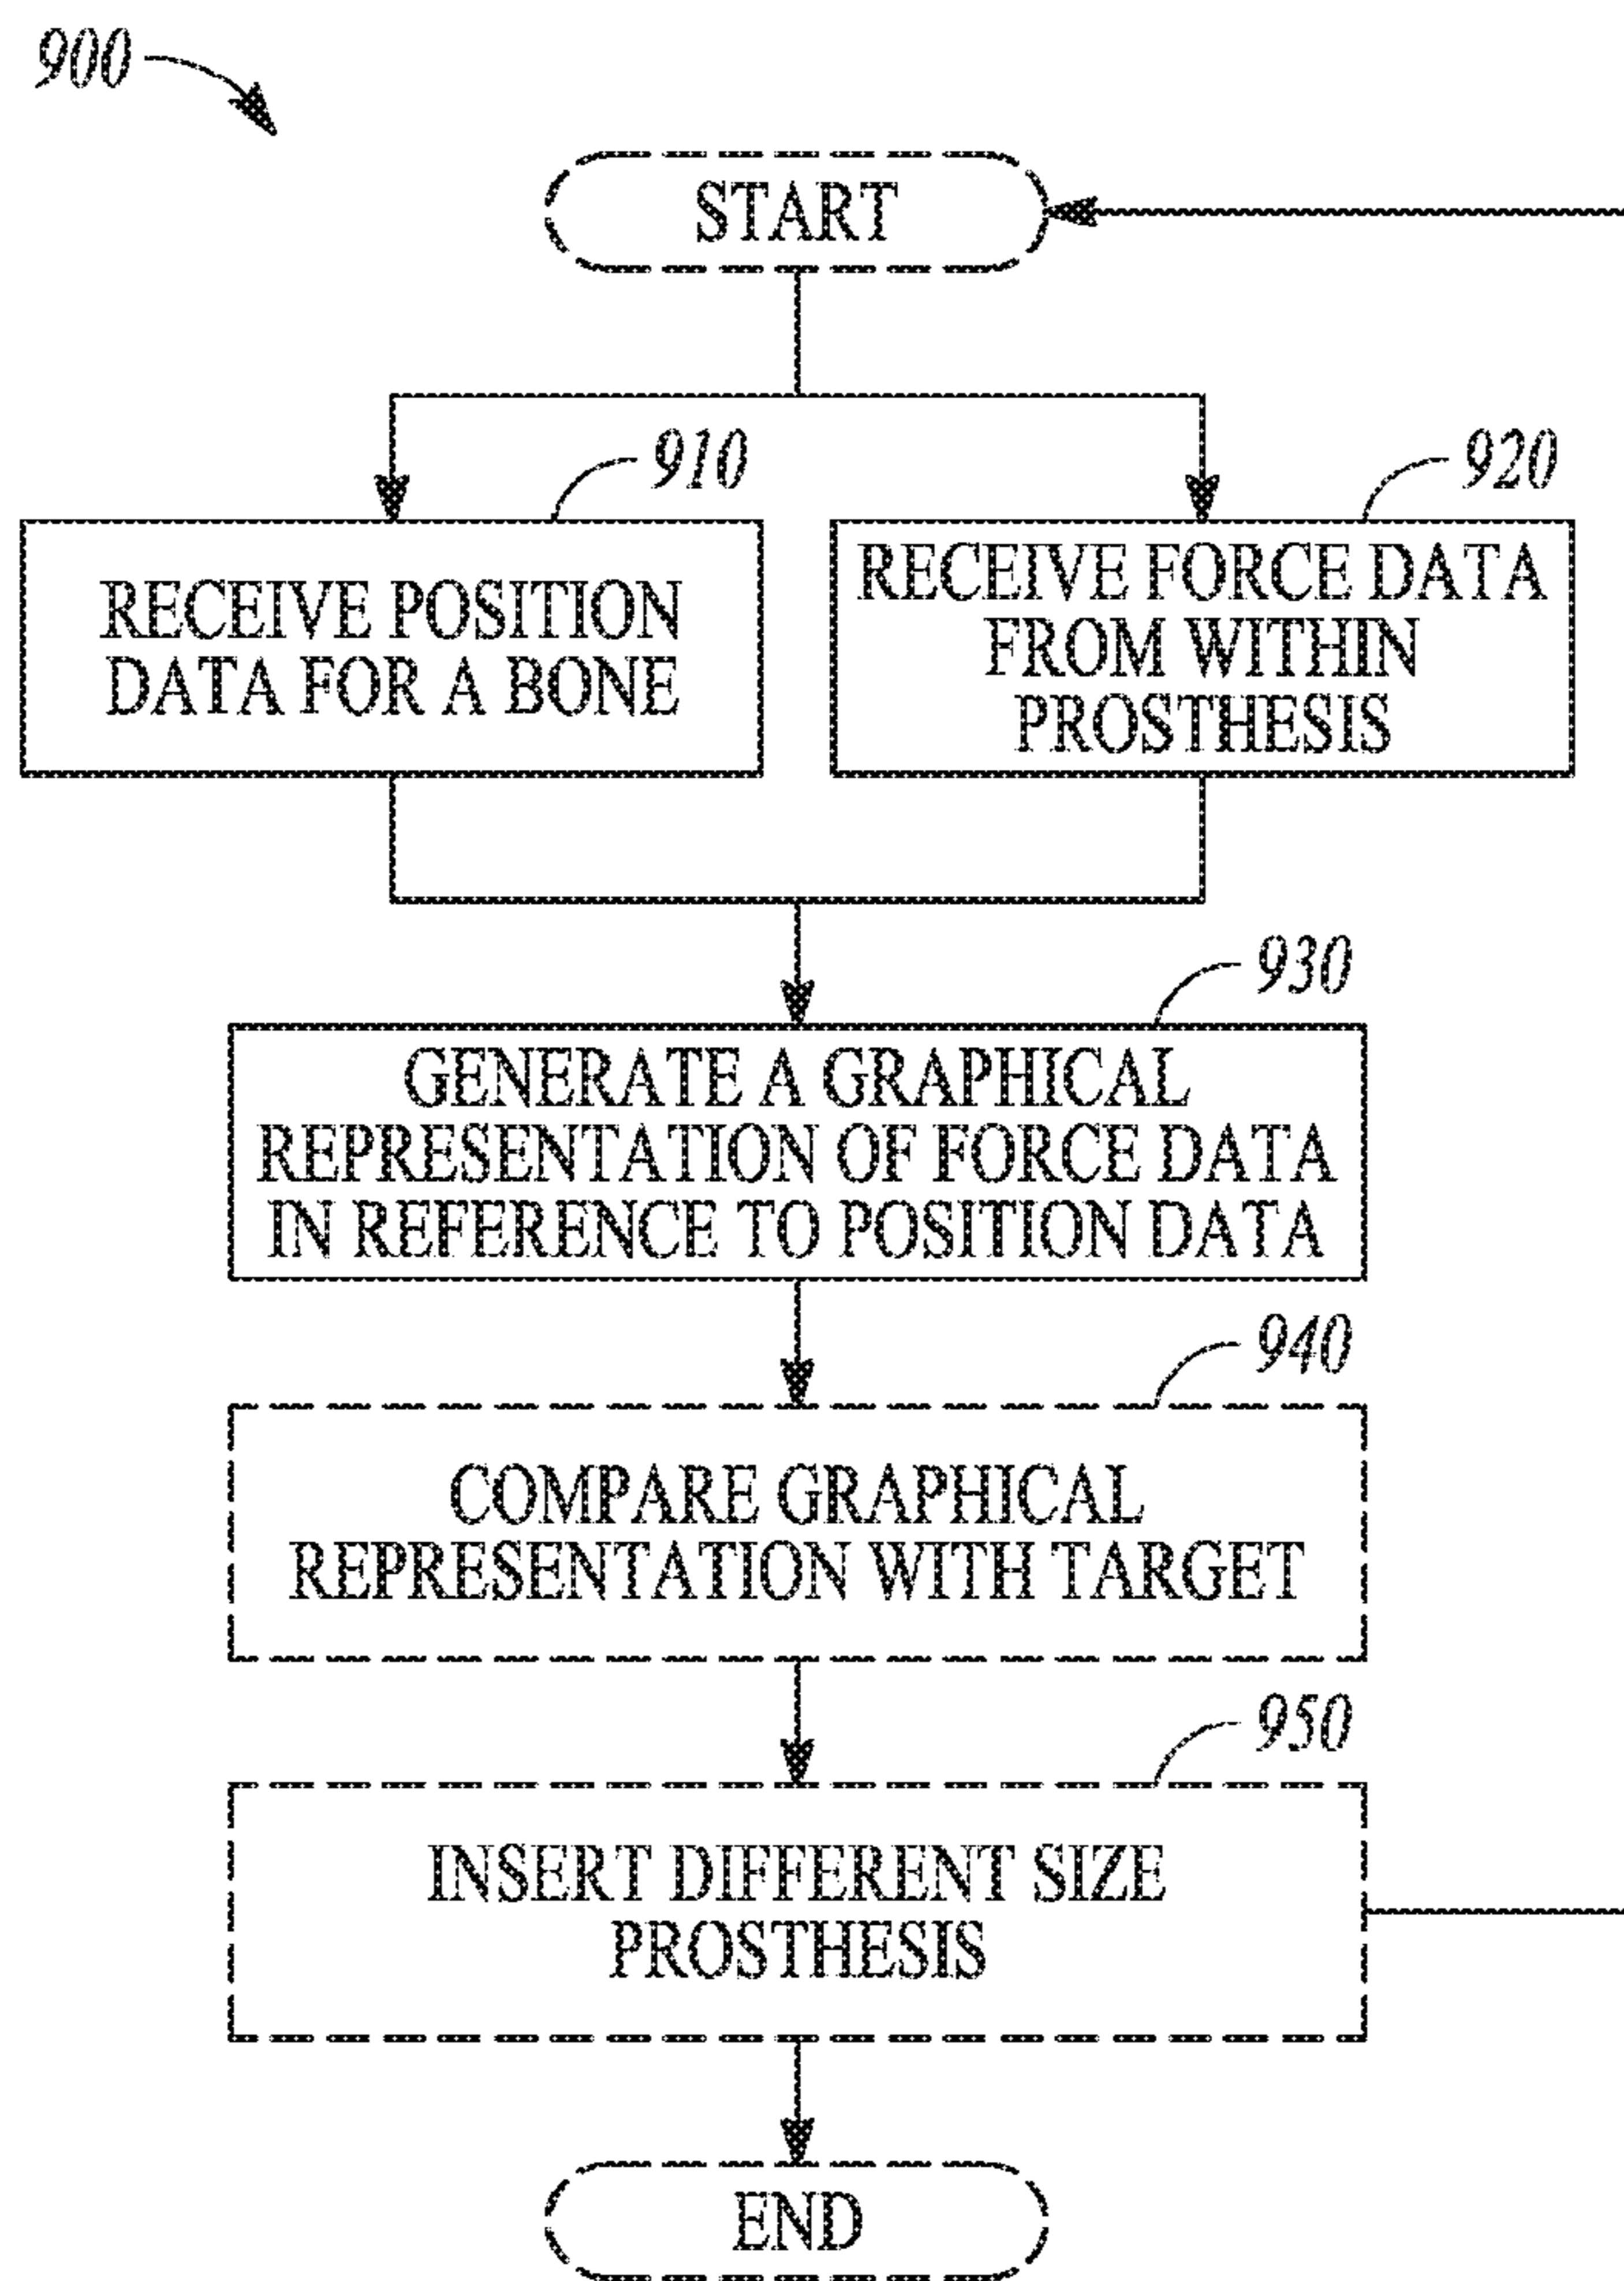 900
START
910
920
RECEIVE POSITION
DATA FOR A BONE
RECEIVE FORCE DATA
FROM WITHIN
PROSTHESIS
930
GENERATE A GRAPHICAL
REPRESENTATION OF FORCE DATA
IN REFERENCE TO POSITION DATA
940
COMPARE GRAPHICAL
REPRESENTATION WITH TARGET
950
INSERT DIFFERENT SIZE
PROSTHESIS
END